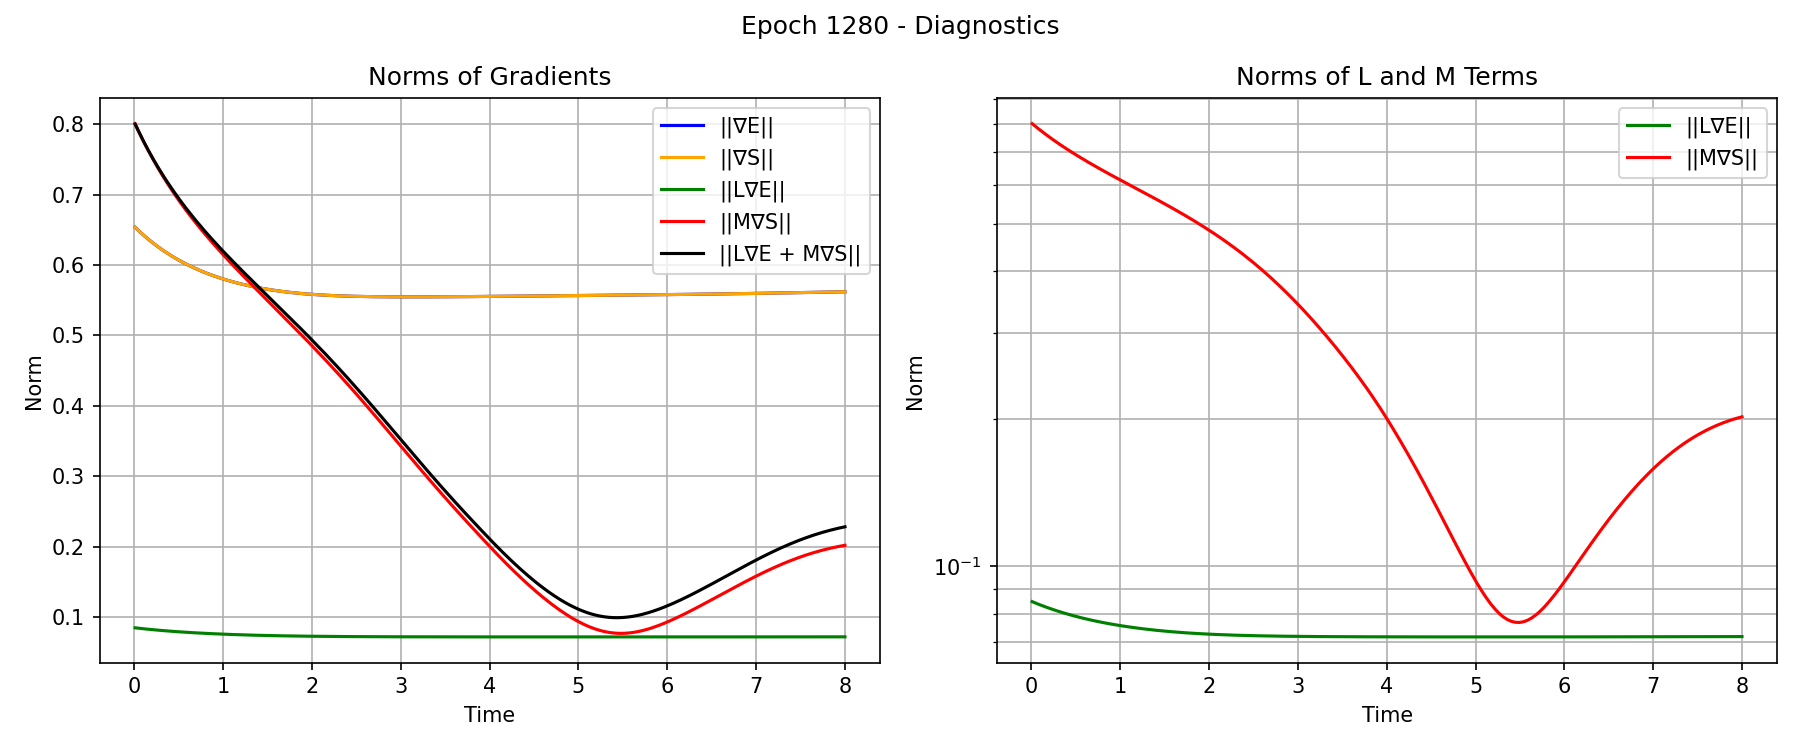 Epoch 1280 - Diagnostics
Norms of Gradients
Norm
0.8
0.7
0.6
0.5
0.4
0.3
0.2
0.1
||∇E||
||∇S||
||L∇E||
||M∇S||
||L∇E + M∇S||
0 1 2 3 4 5 6 7 8
Time
Norms of L and M Terms
Norm
10⁻¹
||L∇E||
||M∇S||
0 1 2 3 4 5 6 7 8
Time